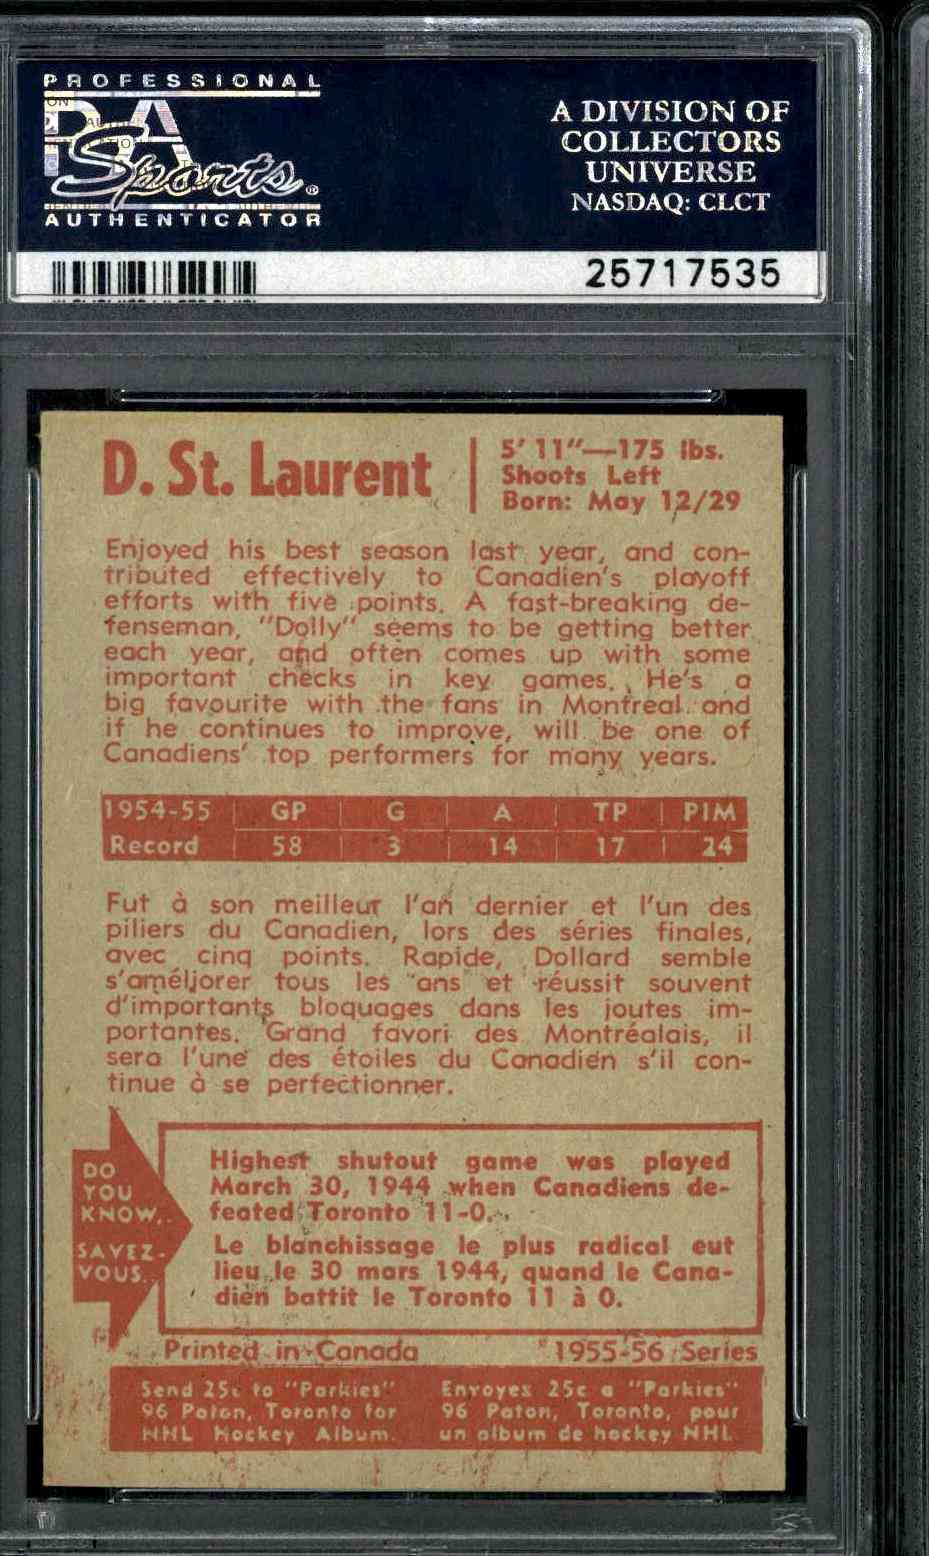 PROFESSIONAL
PSA
Sports®
AUTHENTICATOR
A DIVISION OF
COLLECTORS
UNIVERSE
NASDAQ: CLCT
25717535
D. St. Laurent
5' 11"—175 lbs.
Shoots Left
Born: May 12/29
Enjoyed his best season last year, and con-
tributed effectively to Canadien's playoff
efforts with five points. A fast-breaking de-
fenseman, "Dolly" seems to be getting better
each year, and often comes up with some
important checks in key games. He's a
big favourite with the fans in Montreal and
if he continues to improve, will be one of
Canadiens' top performers for many years.
1954-55 GP G A TP PIM
Record 58 3 14 17 24
Fut à son meilleur l'an dernier et l'un des
piliers du Canadien, lors des séries finales,
avec cinq points. Rapide, Dollard semble
s'améljorer tous les ans et réussit souvent
d'importants bloquages dans les joutes im-
portantes. Grand favori des Montréalais, il
sera l'une des étoiles du Canadien s'il con-
tinue à se perfectionner.
DO
YOU
KNOW..
SAVEZ-
VOUS..
Highest shutout game was played
March 30, 1944 when Canadiens de-
feated Toronto 11-0.
Le blanchissage le plus radical eut
lieu le 30 mars 1944, quand le Cana-
dien battit le Toronto 11 à 0.
Printed in Canada
1955-56 Series
Send 25c to "Parkies"
96 Paton, Toronto for
NHL Hockey Album.
Envoyez 25c a "Parkies"
96 Paton, Toronto, pour
un album de hockey NHL